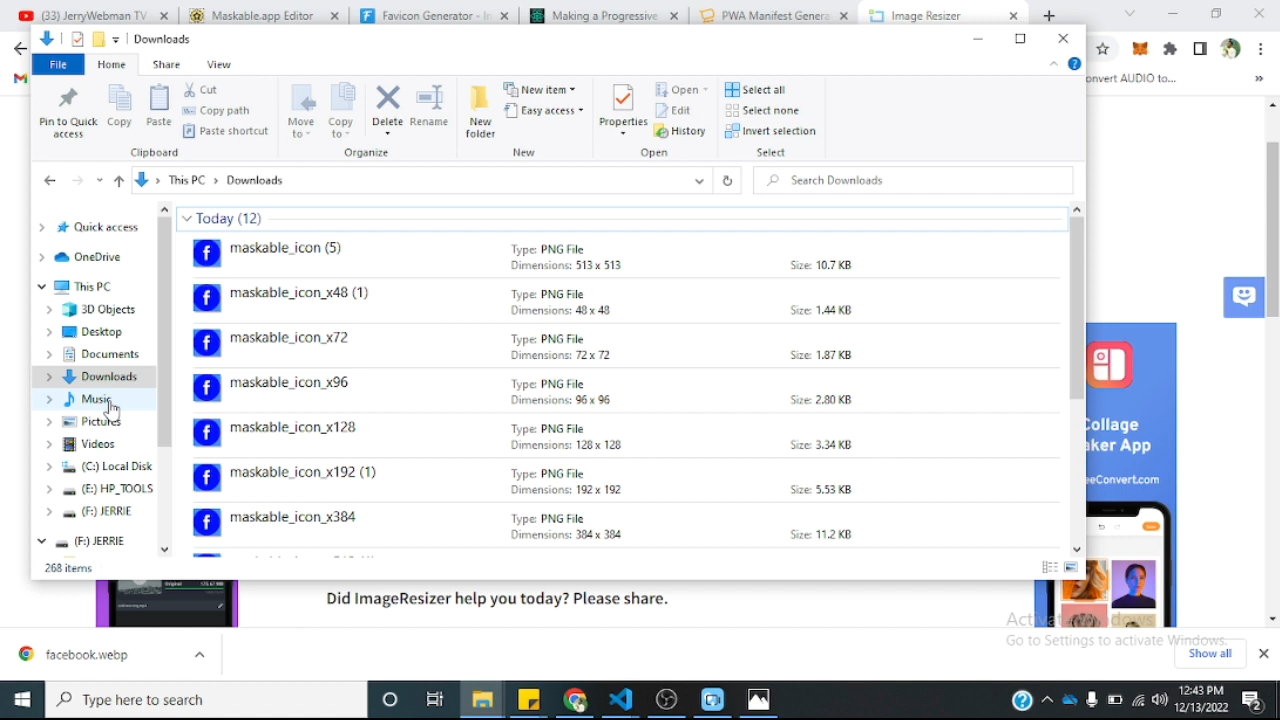 (33) JerryWebman TV
Maskable.app Editor
Favicon Generator - Im
Making a Progressive
PWA Manifest Genera
Image Resizer
Downloads
File
Home
Share
View
onvert AUDIO to...
Pin to Quick access
Copy
Paste
Cut
Copy path
Paste shortcut
Move to
Copy to
Delete
Rename
New folder
New item
Easy access
Properties
Open
Edit
History
Select all
Select none
Invert selection
Clipboard
Organize
New
Open
Select
This PC
Downloads
Search Downloads
Quick access
OneDrive
This PC
3D Objects
Desktop
Documents
Downloads
Music
Pictures
Videos
(C:) Local Disk
(E:) HP_TOOLS
(F:) JERRIE
(F:) JERRIE
Today (12)
maskable_icon (5)
Type: PNG File
Dimensions: 513 x 513
Size: 10.7 KB
maskable_icon_x48 (1)
Type: PNG File
Dimensions: 48 x 48
Size: 1.44 KB
maskable_icon_x72
Type: PNG File
Dimensions: 72 x 72
Size: 1.87 KB
maskable_icon_x96
Type: PNG File
Dimensions: 96 x 96
Size: 2.80 KB
maskable_icon_x128
Type: PNG File
Dimensions: 128 x 128
Size: 3.34 KB
maskable_icon_x192 (1)
Type: PNG File
Dimensions: 192 x 192
Size: 5.53 KB
maskable_icon_x384
Type: PNG File
Dimensions: 384 x 384
Size: 11.2 KB
268 items
Collage
aker App
eeConvert.com
Original
Did ImageResizer help you today? Please share.
Activate Windows
Go to Settings to activate Windows.
facebook.webp
Show all
Type here to search
12:43 PM
12/13/2022
2